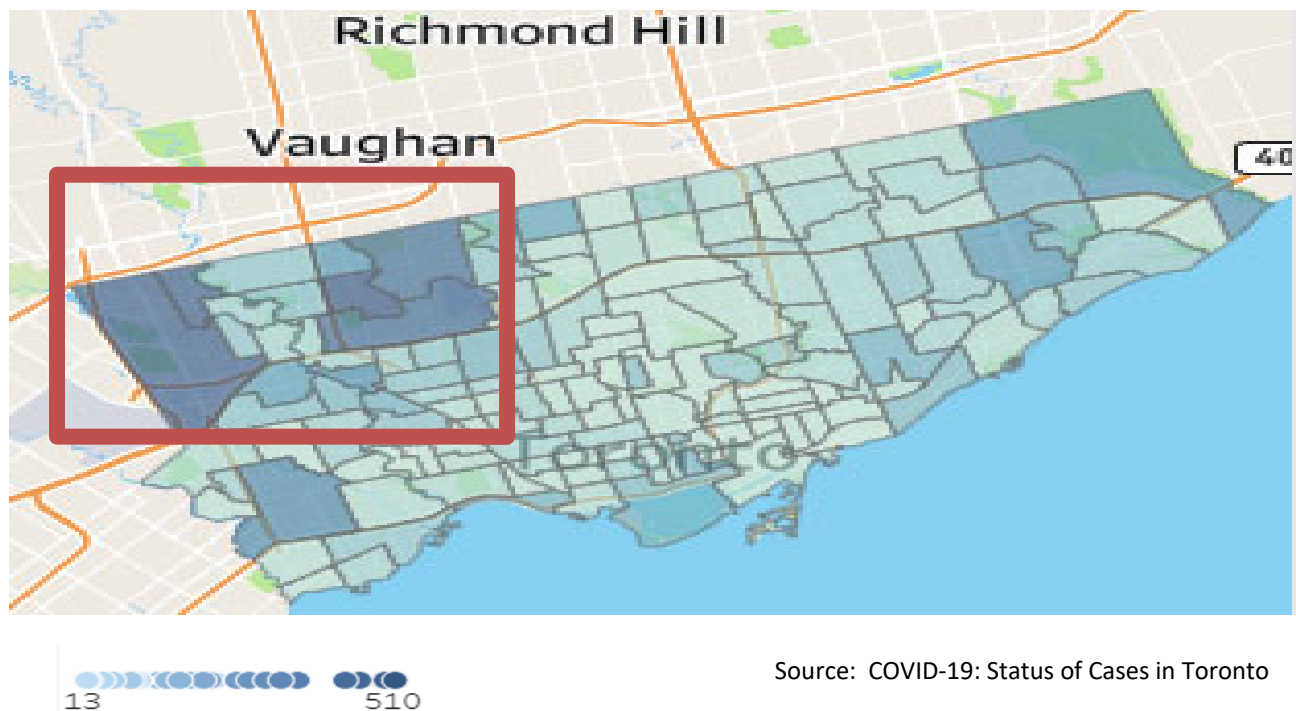 Richmond Hill
Vaughan
40
Toronto
13
510
Source: COVID-19: Status of Cases in Toronto